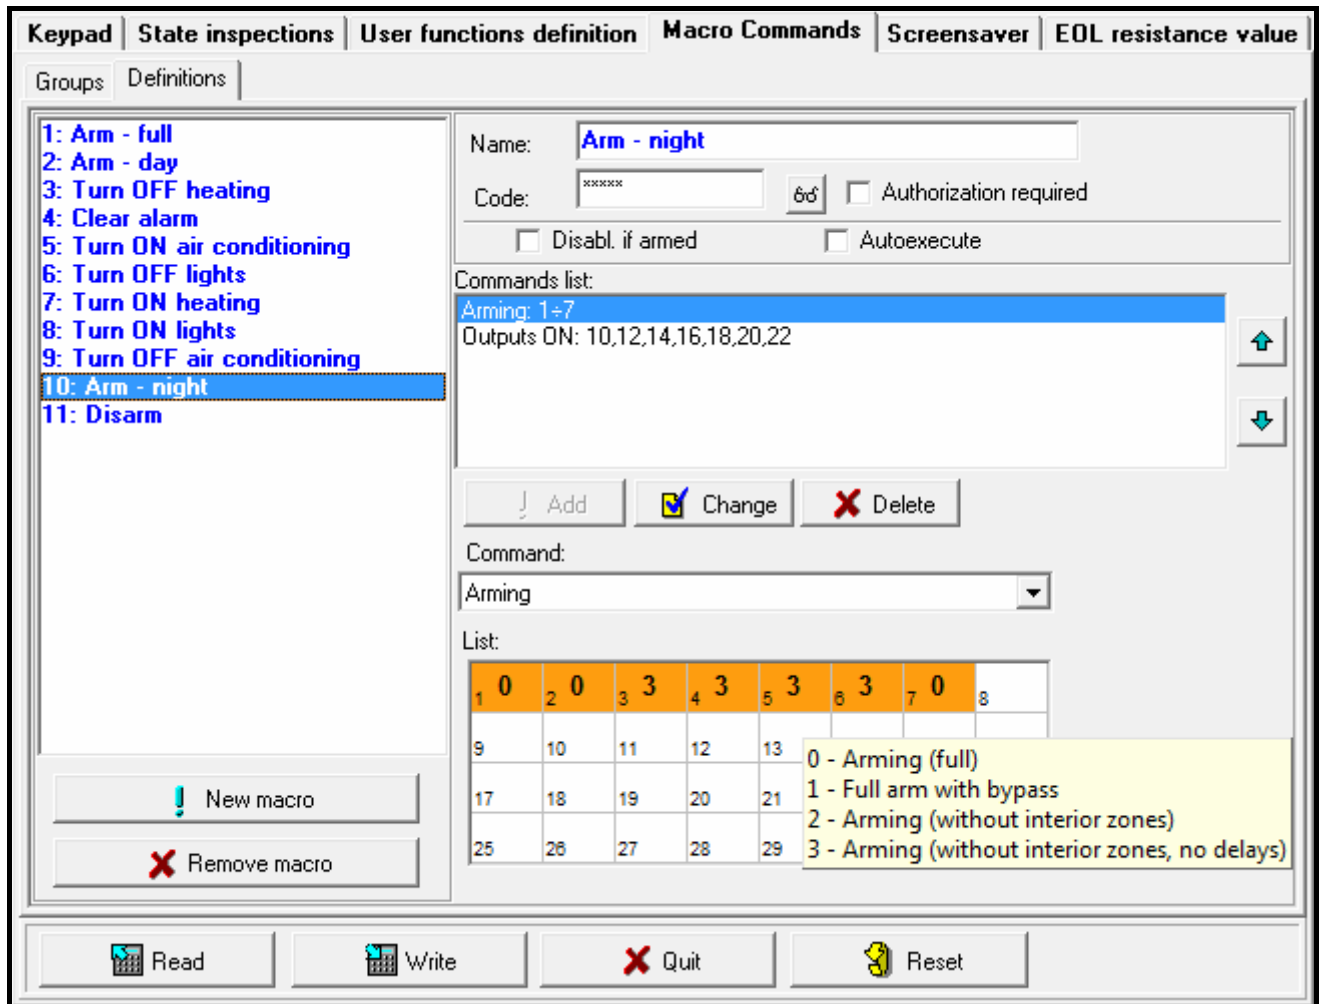 Keypad State inspections User functions definition Macro Commands Screensaver EOL resistance value
Groups Definitions
1: Arm - full
2: Arm - day
3: Turn OFF heating
4: Clear alarm
5: Turn ON air conditioning
6: Turn OFF lights
7: Turn ON heating
8: Turn ON lights
9: Turn OFF air conditioning
10: Arm - night
11: Disarm
New macro
Remove macro
Name: Arm - night
Code: ***** Authorization required
Disabl. if armed Autoexecute
Commands list:
Arming: 1÷7
Outputs ON: 10,12,14,16,18,20,22
Add Change Delete
Command:
Arming
List:
1 0 2 0 3 3 4 3 5 3 6 3 7 0 8
9 10 11 12 13
17 18 19 20 21
25 26 27 28 29
0 - Arming (full)
1 - Full arm with bypass
2 - Arming (without interior zones)
3 - Arming (without interior zones, no delays)
Read Write Quit Reset